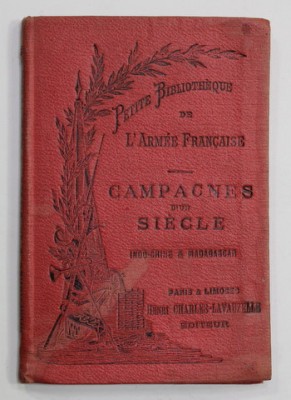 PETITE BIBLIOTHÈQUE
DE
L'ARMÉE FRANÇAISE
CAMPAGNES
D'UN
SIÈCLE
INDO-CHINE & MADAGASCAR
PARIS & LIMOGES
HENRI CHARLES-LAVAUZELLE
ÉDITEUR